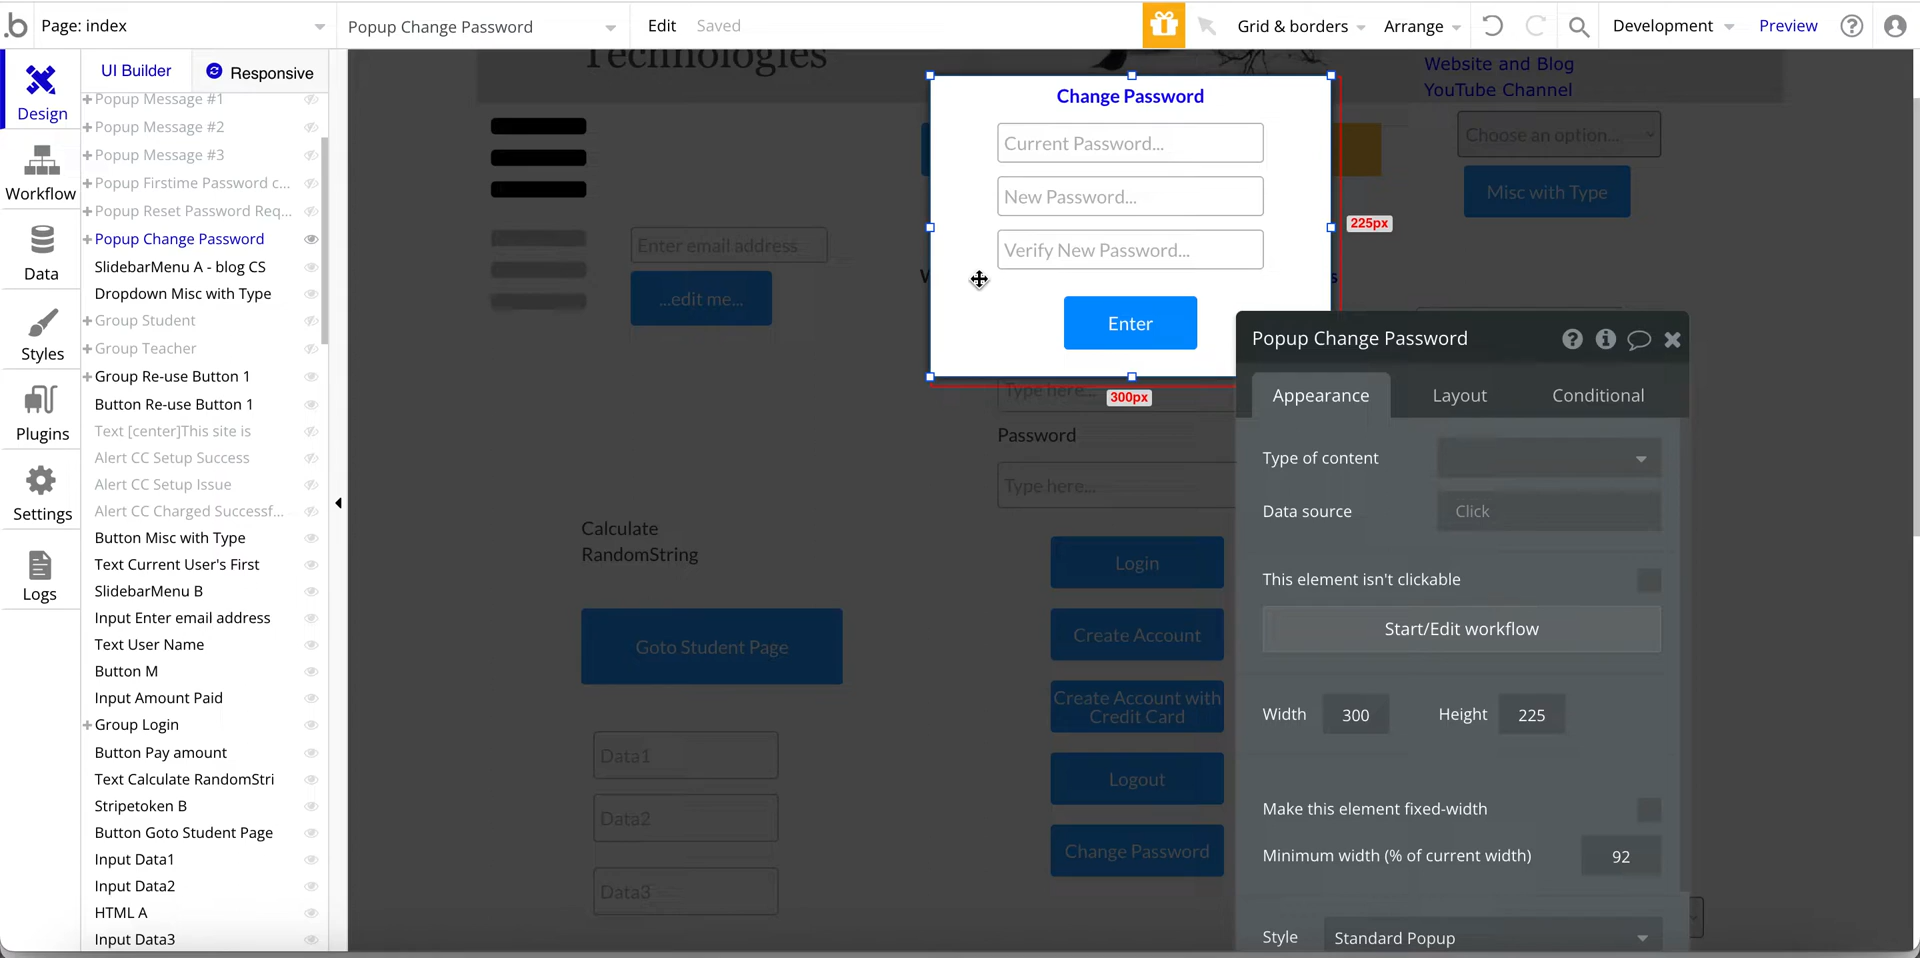 Page: index
Popup Change Password
Edit
Saved
Grid & borders
Arrange
Development
Preview
UI Builder
Responsive
Design
Workflow
Data
Styles
Plugins
Settings
Logs
Popup Message #1
Popup Message #2
Popup Message #3
Popup Firstime Password c...
Popup Reset Password Req...
Popup Change Password
SlidebarMenu A - blog CS
Dropdown Misc with Type
Group Student
Group Teacher
Group Re-use Button 1
Button Re-use Button 1
Text [center]This site is
Alert CC Setup Success
Alert CC Setup Issue
Alert CC Charged Successf...
Button Misc with Type
Text Current User's First
SlidebarMenu B
Input Enter email address
Text User Name
Button M
Input Amount Paid
Group Login
Button Pay amount
Text Calculate RandomStri
Stripetoken B
Button Goto Student Page
Input Data1
Input Data2
HTML A
Input Data3
Technologies
Website and Blog
YouTube Channel
Choose an option...
Misc with Type
Enter email address
...edit me...
Change Password
Current Password...
New Password...
Verify New Password...
Enter
225px
300px
Type here...
Password
Type here...
Calculate
RandomString
Goto Student Page
Data1
Data2
Data3
Login
Create Account
Create Account with
Credit Card
Logout
Change Password
Popup Change Password
Appearance
Layout
Conditional
Type of content
Data source
Click
This element isn't clickable
Start/Edit workflow
Width
300
Height
225
Make this element fixed-width
Minimum width (% of current width)
92
Style
Standard Popup